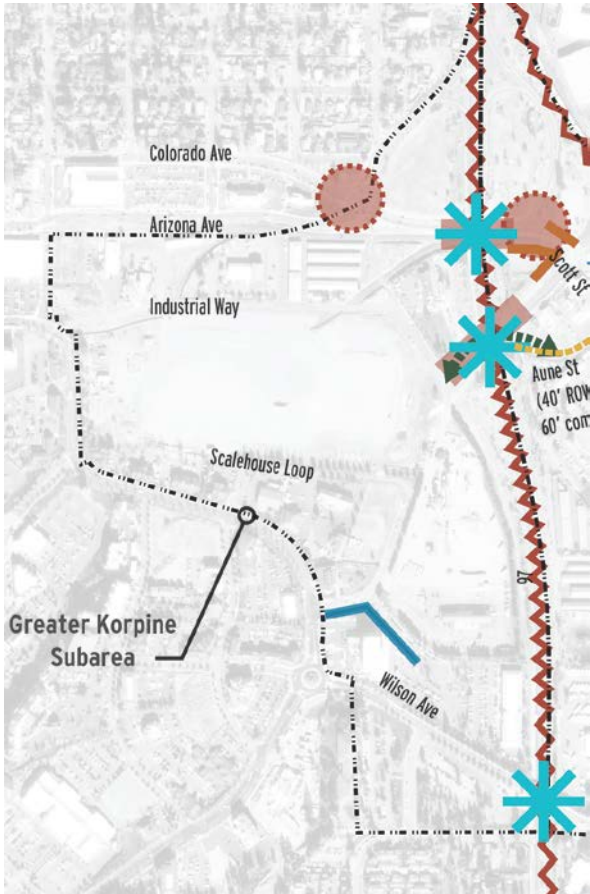 Colorado Ave
Arizona Ave
Scott St
Industrial Way
Aune St
(40' ROW
60' com
Scalehouse Loop
97
Greater Korpine
Subarea
Wilson Ave